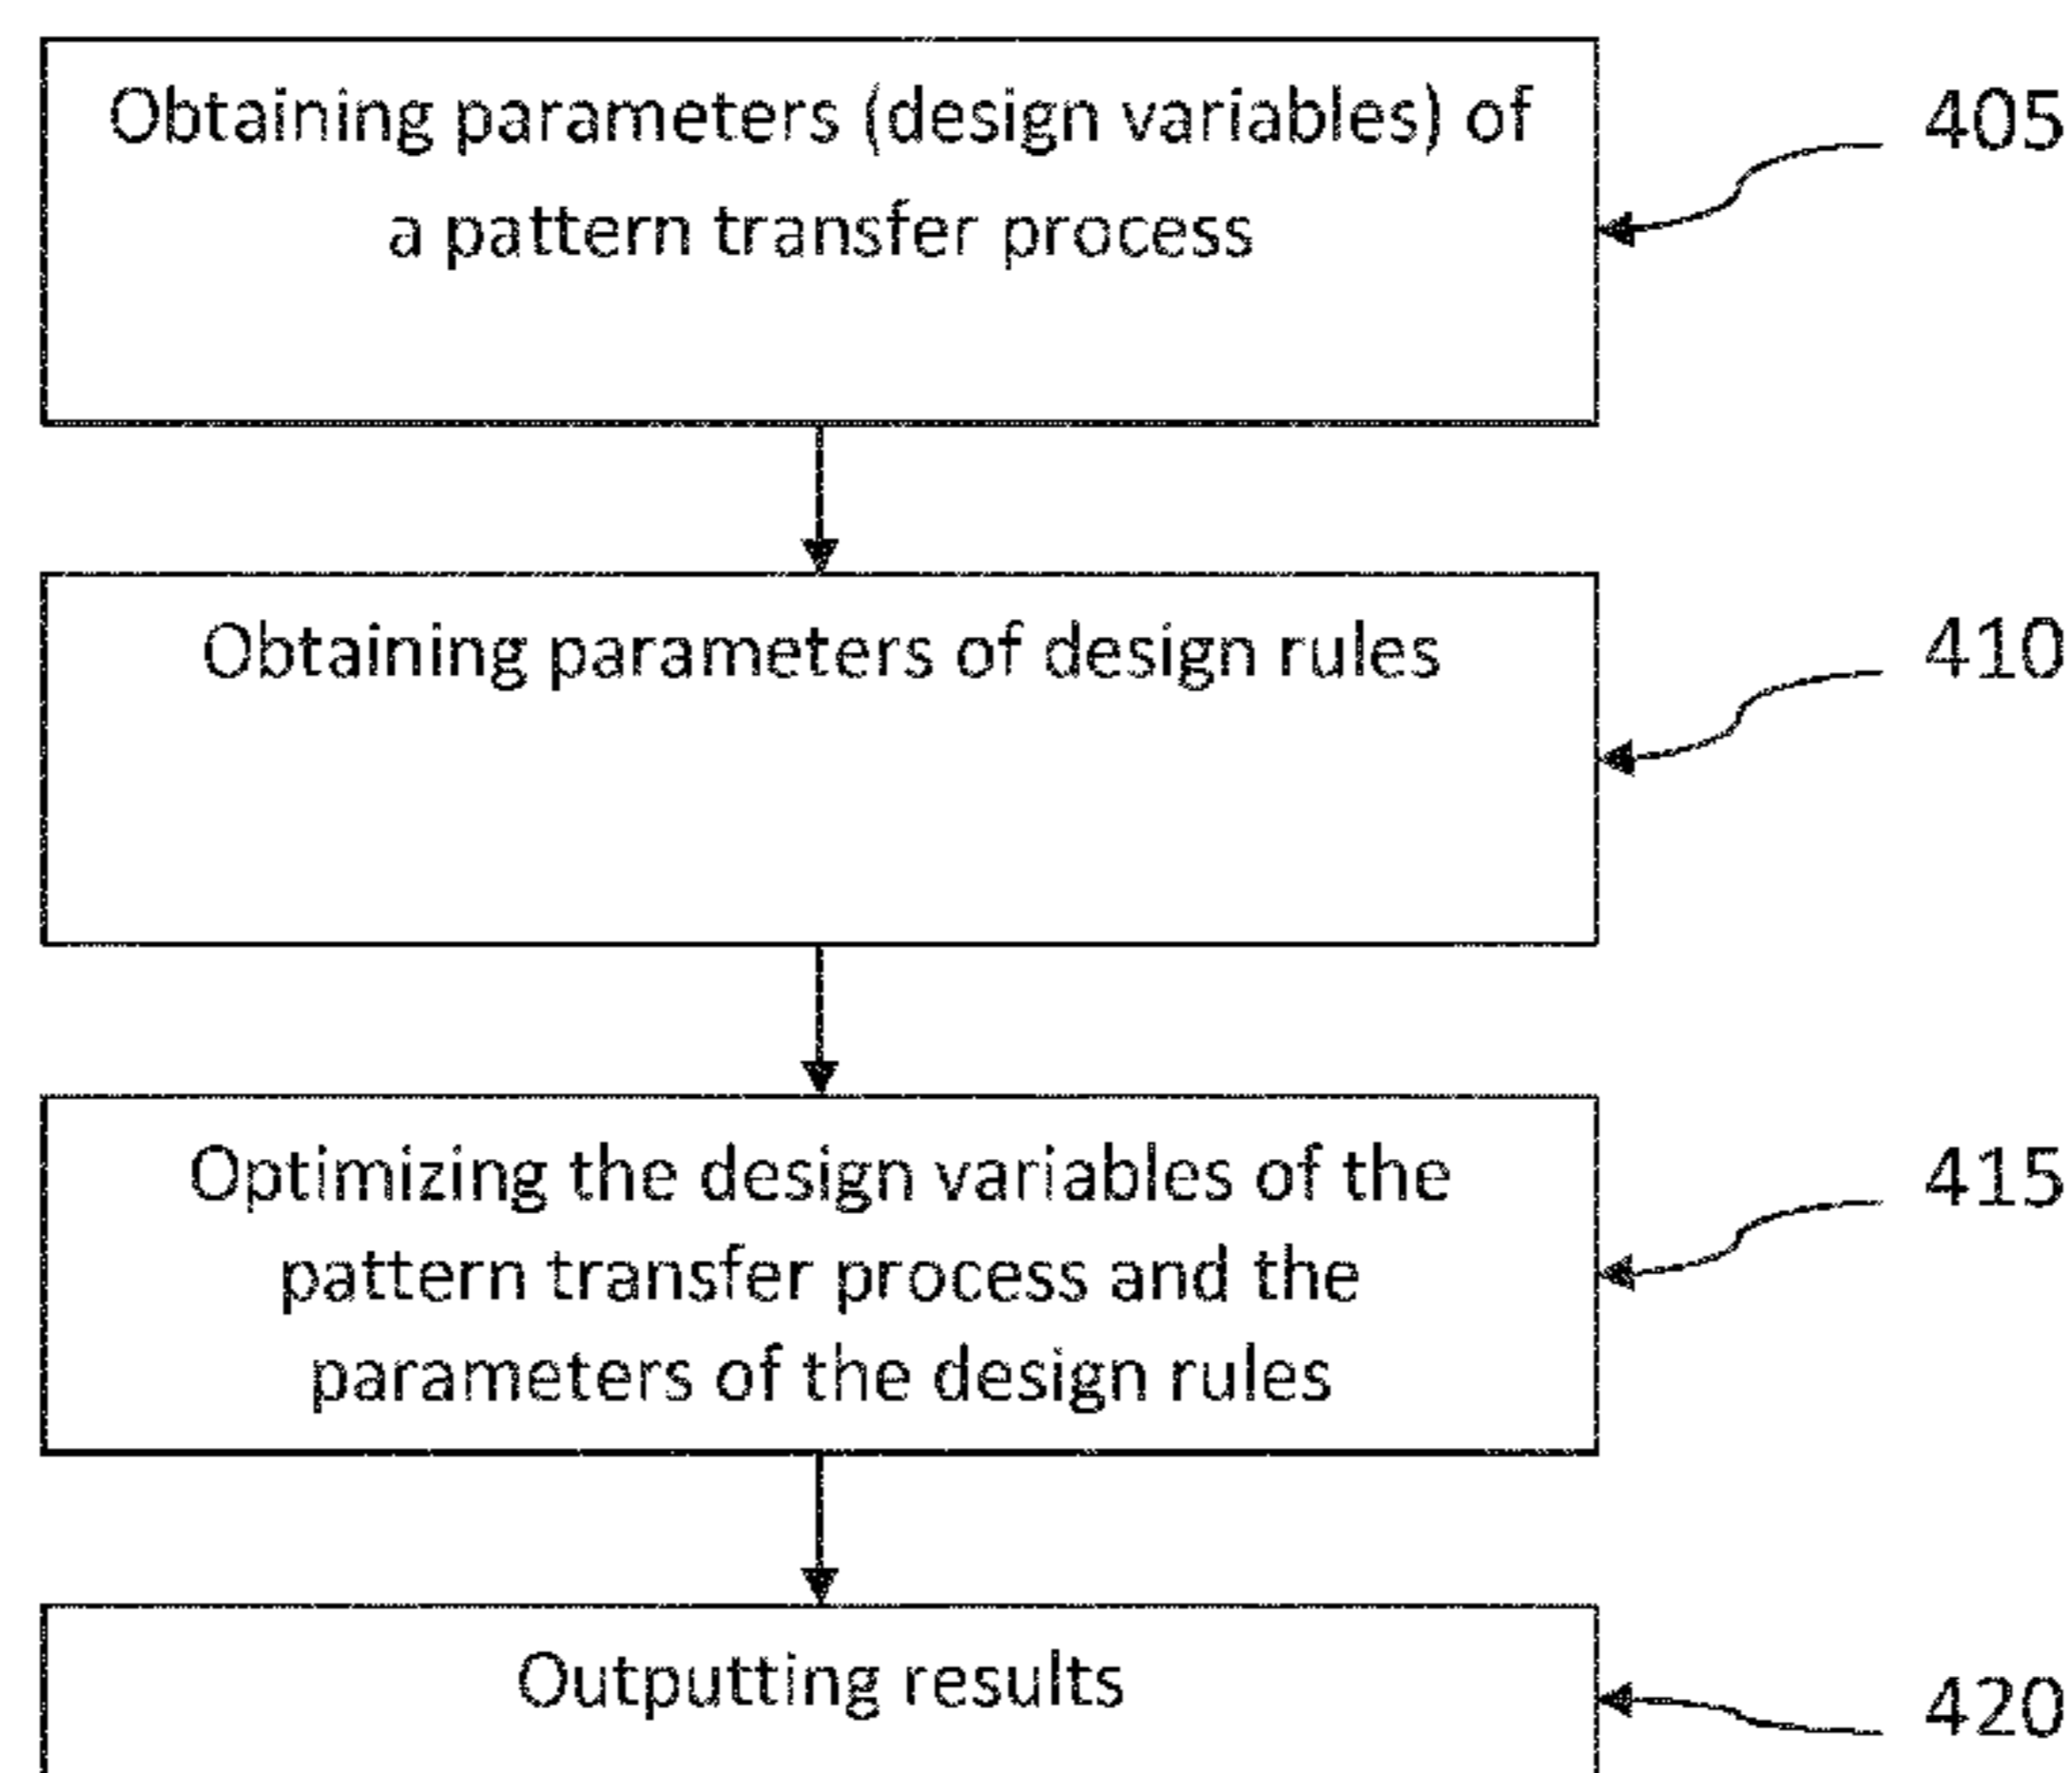 Obtaining parameters (design variables) of
a pattern transfer process
405
Obtaining parameters of design rules
410
Optimizing the design variables of the
pattern transfer process and the
parameters of the design rules
415
Outputting results
420